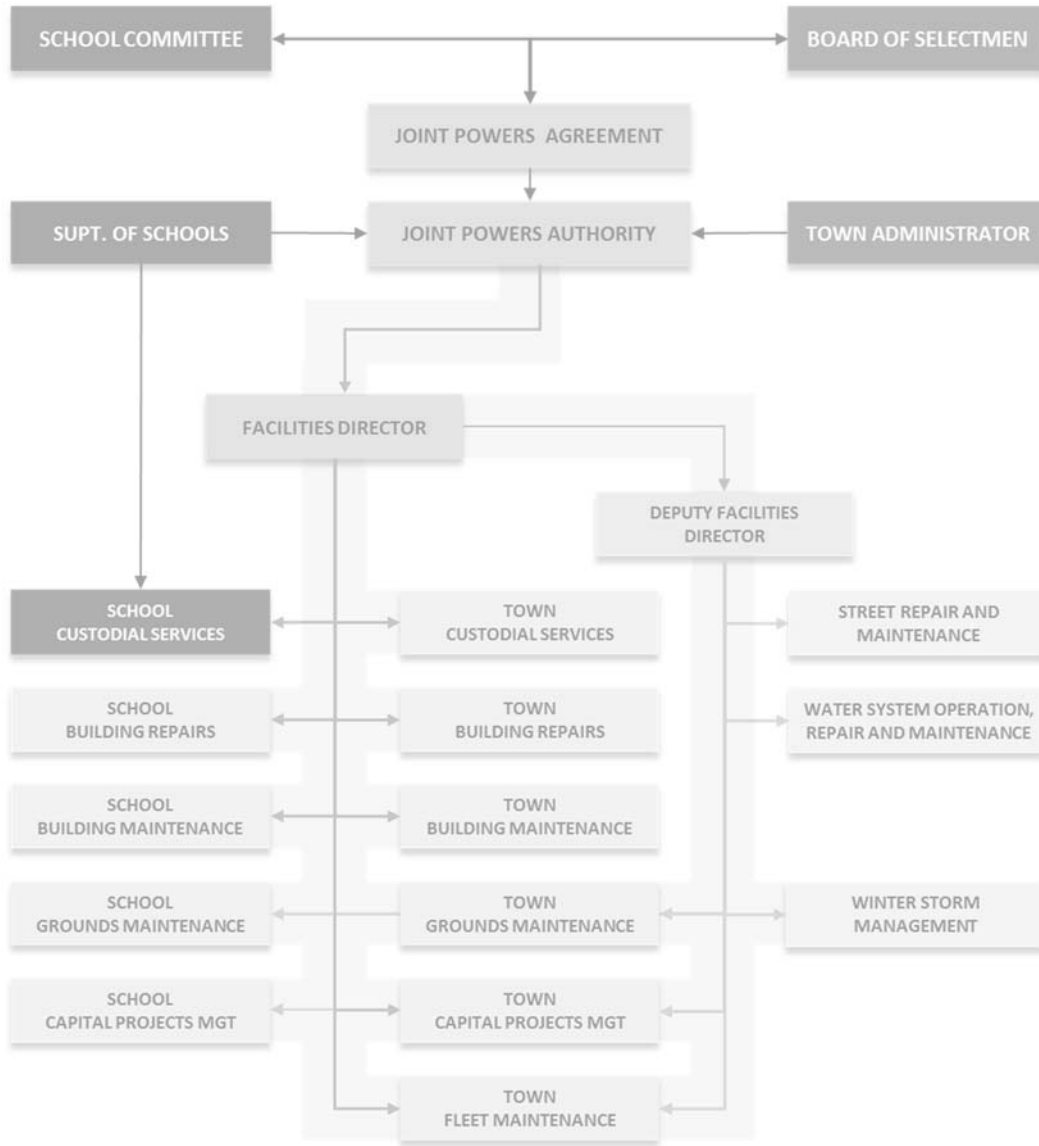 SCHOOL COMMITTEE
BOARD OF SELECTMEN
JOINT POWERS AGREEMENT
SUPT. OF SCHOOLS
JOINT POWERS AUTHORITY
TOWN ADMINISTRATOR
FACILITIES DIRECTOR
DEPUTY FACILITIES
DIRECTOR
SCHOOL
CUSTODIAL SERVICES
TOWN
CUSTODIAL SERVICES
STREET REPAIR AND
MAINTENANCE
SCHOOL
BUILDING REPAIRS
TOWN
BUILDING REPAIRS
WATER SYSTEM OPERATION,
REPAIR AND MAINTENANCE
SCHOOL
BUILDING MAINTENANCE
TOWN
BUILDING MAINTENANCE
SCHOOL
GROUNDS MAINTENANCE
TOWN
GROUNDS MAINTENANCE
WINTER STORM
MANAGEMENT
SCHOOL
CAPITAL PROJECTS MGT
TOWN
CAPITAL PROJECTS MGT
TOWN
FLEET MAINTENANCE